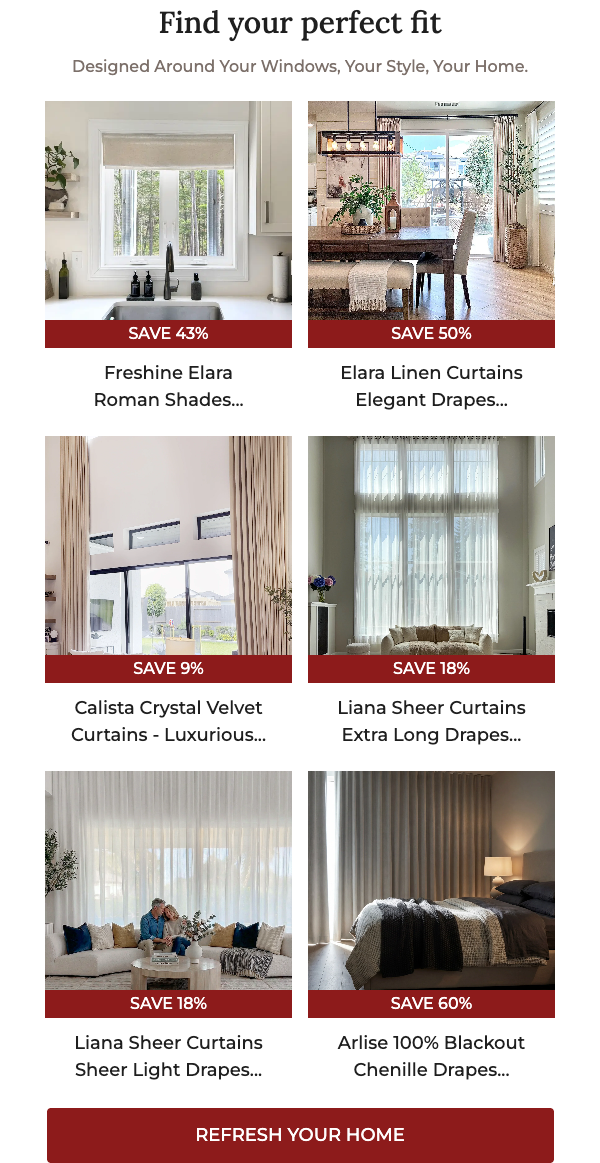 Find your perfect fit
Designed Around Your Windows, Your Style, Your Home.
SAVE 43%
SAVE 50%
Freshine Elara
Roman Shades...
Elara Linen Curtains
Elegant Drapes...
SAVE 9%
SAVE 18%
Calista Crystal Velvet
Curtains - Luxurious...
Liana Sheer Curtains
Extra Long Drapes...
SAVE 18%
SAVE 60%
Liana Sheer Curtains
Sheer Light Drapes...
Arlise 100% Blackout
Chenille Drapes...
REFRESH YOUR HOME